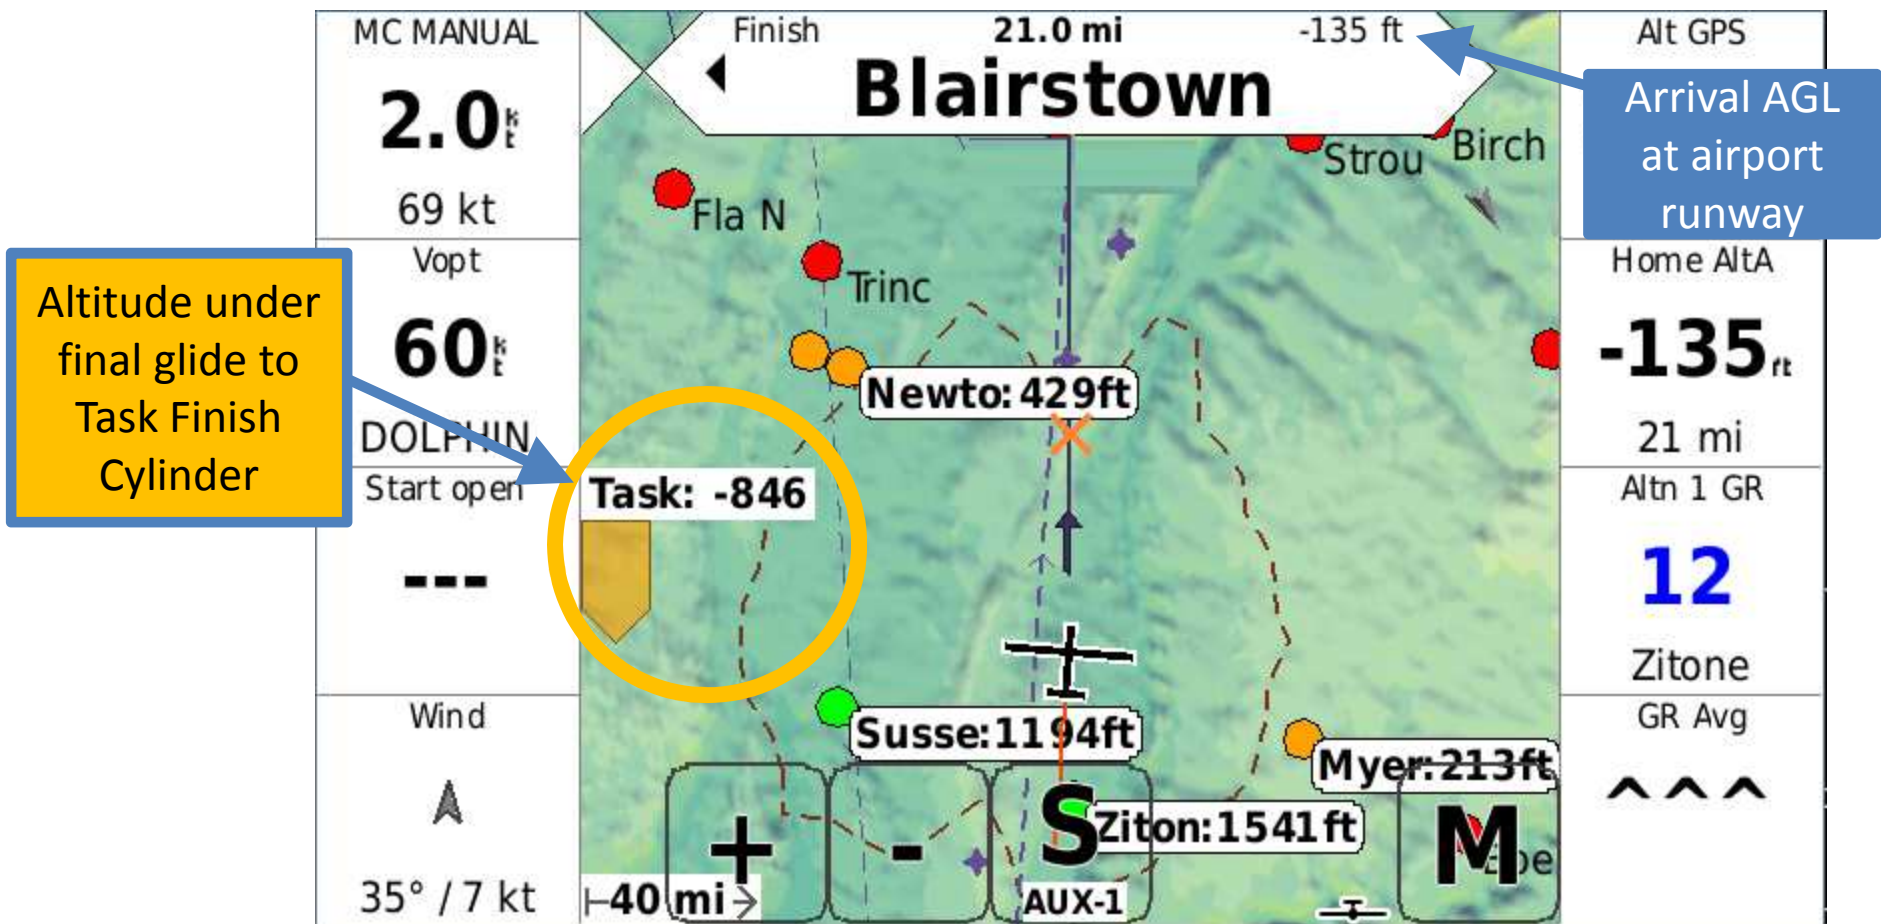 MC MANUAL
2.0 kt
69 kt
Vopt
60 kt
DOLPHIN
Start open
---
Wind
35° / 7 kt
Altitude under
final glide to
Task Finish
Cylinder
Finish 21.0 mi -135 ft
Blairstown
Strou
Birch
Fla N
Trinc
Newto: 429ft
Task: -846
Susse: 1194ft
Myer: 213ft
Ziton: 1541ft
+
-
S
AUX-1
M
40 mi
Alt GPS
Arrival AGL
at airport
runway
Home AltA
-135 ft
21 mi
Altn 1 GR
12
Zitone
GR Avg
^^^